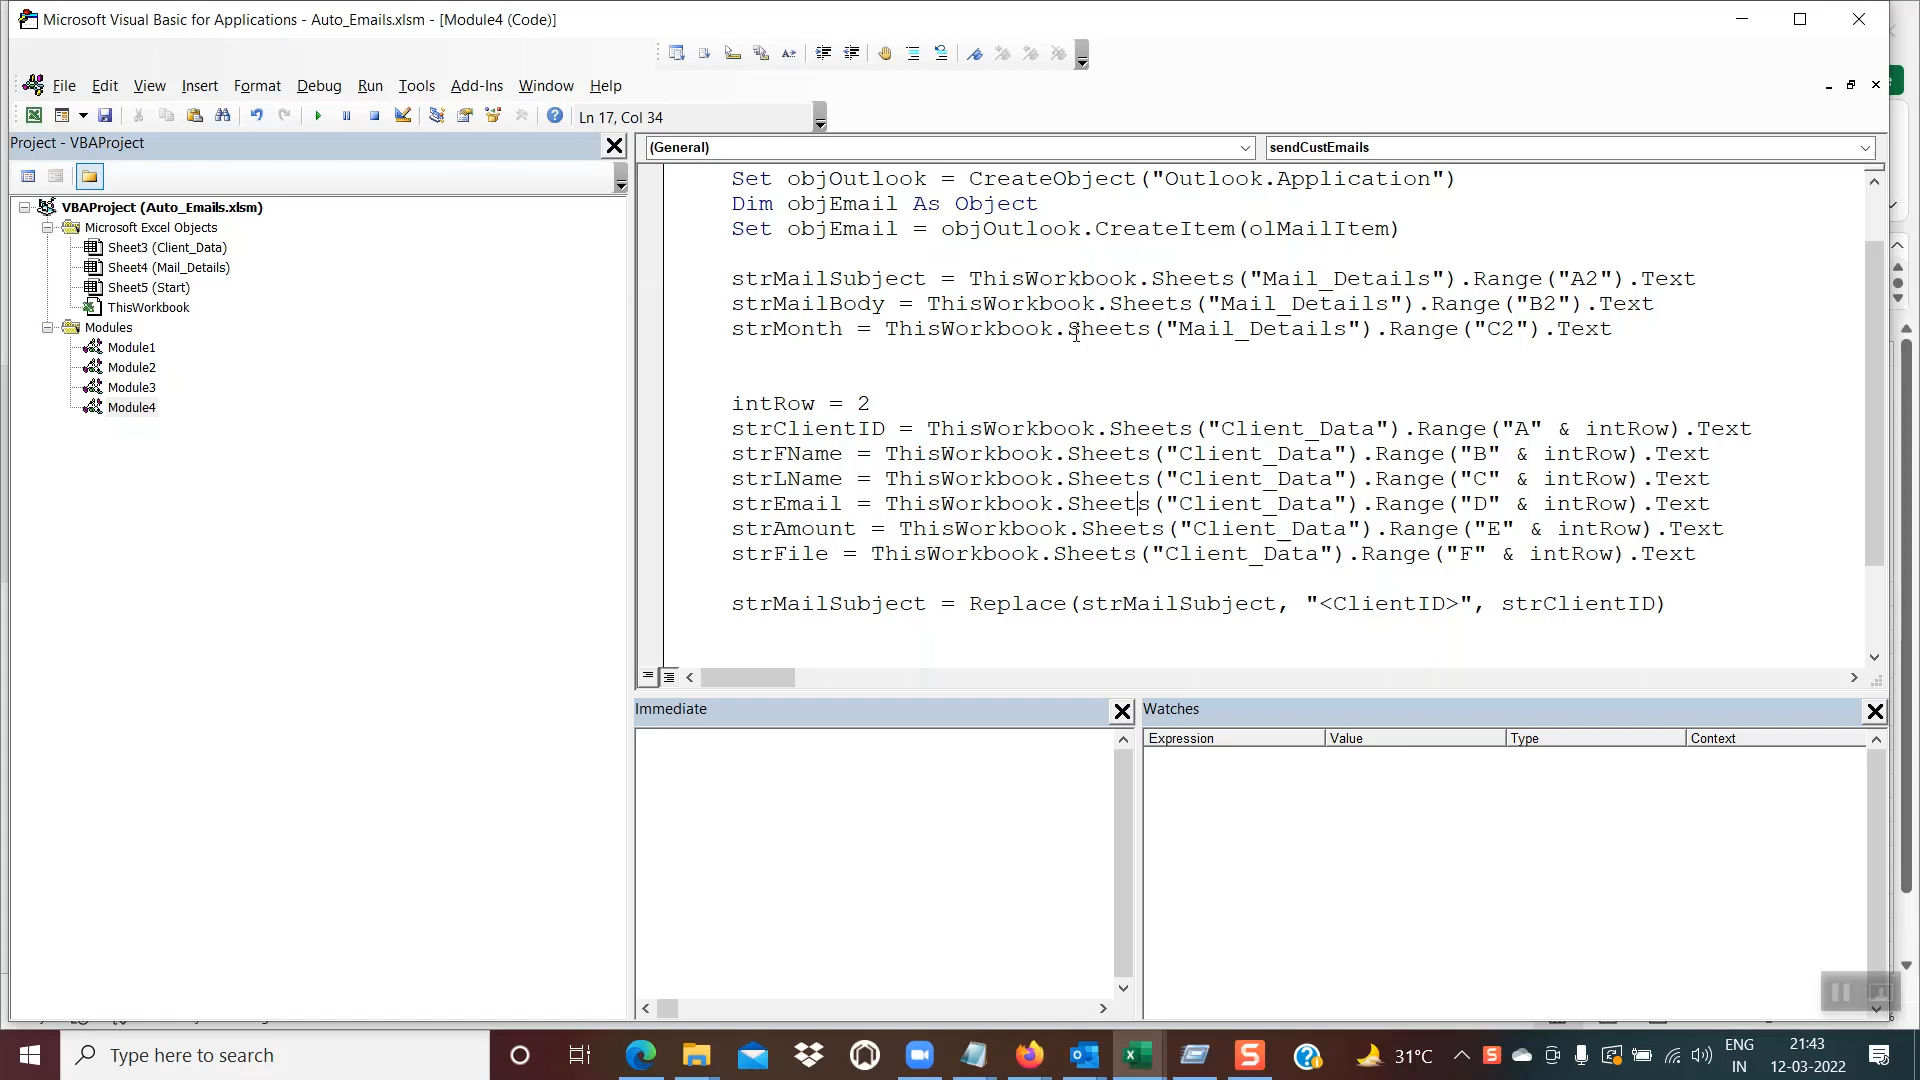 Microsoft Visual Basic for Applications - Auto_Emails.xlsm - [Module4 (Code)]
File Edit View Insert Format Debug Run Tools Add-Ins Window Help
Ln 17, Col 34
Project - VBAProject
VBAProject (Auto_Emails.xlsm)
Microsoft Excel Objects
Sheet3 (Client_Data)
Sheet4 (Mail_Details)
Sheet5 (Start)
ThisWorkbook
Modules
Module1
Module2
Module3
Module4
(General)
sendCustEmails
Set objOutlook = CreateObject("Outlook.Application")
Dim objEmail As Object
Set objEmail = objOutlook.CreateItem(olMailItem)
strMailSubject = ThisWorkbook.Sheets("Mail_Details").Range("A2").Text
strMailBody = ThisWorkbook.Sheets("Mail_Details").Range("B2").Text
strMonth = ThisWorkbook.Sheets("Mail_Details").Range("C2").Text
intRow = 2
strClientID = ThisWorkbook.Sheets("Client_Data").Range("A" & intRow).Text
strFName = ThisWorkbook.Sheets("Client_Data").Range("B" & intRow).Text
strLName = ThisWorkbook.Sheets("Client_Data").Range("C" & intRow).Text
strEmail = ThisWorkbook.Sheets("Client_Data").Range("D" & intRow).Text
strAmount = ThisWorkbook.Sheets("Client_Data").Range("E" & intRow).Text
strFile = ThisWorkbook.Sheets("Client_Data").Range("F" & intRow).Text
strMailSubject = Replace(strMailSubject, "<ClientID>", strClientID)
Immediate
Watches
Expression Value Type Context
Type here to search
31°C
ENG
IN
21:43
12-03-2022